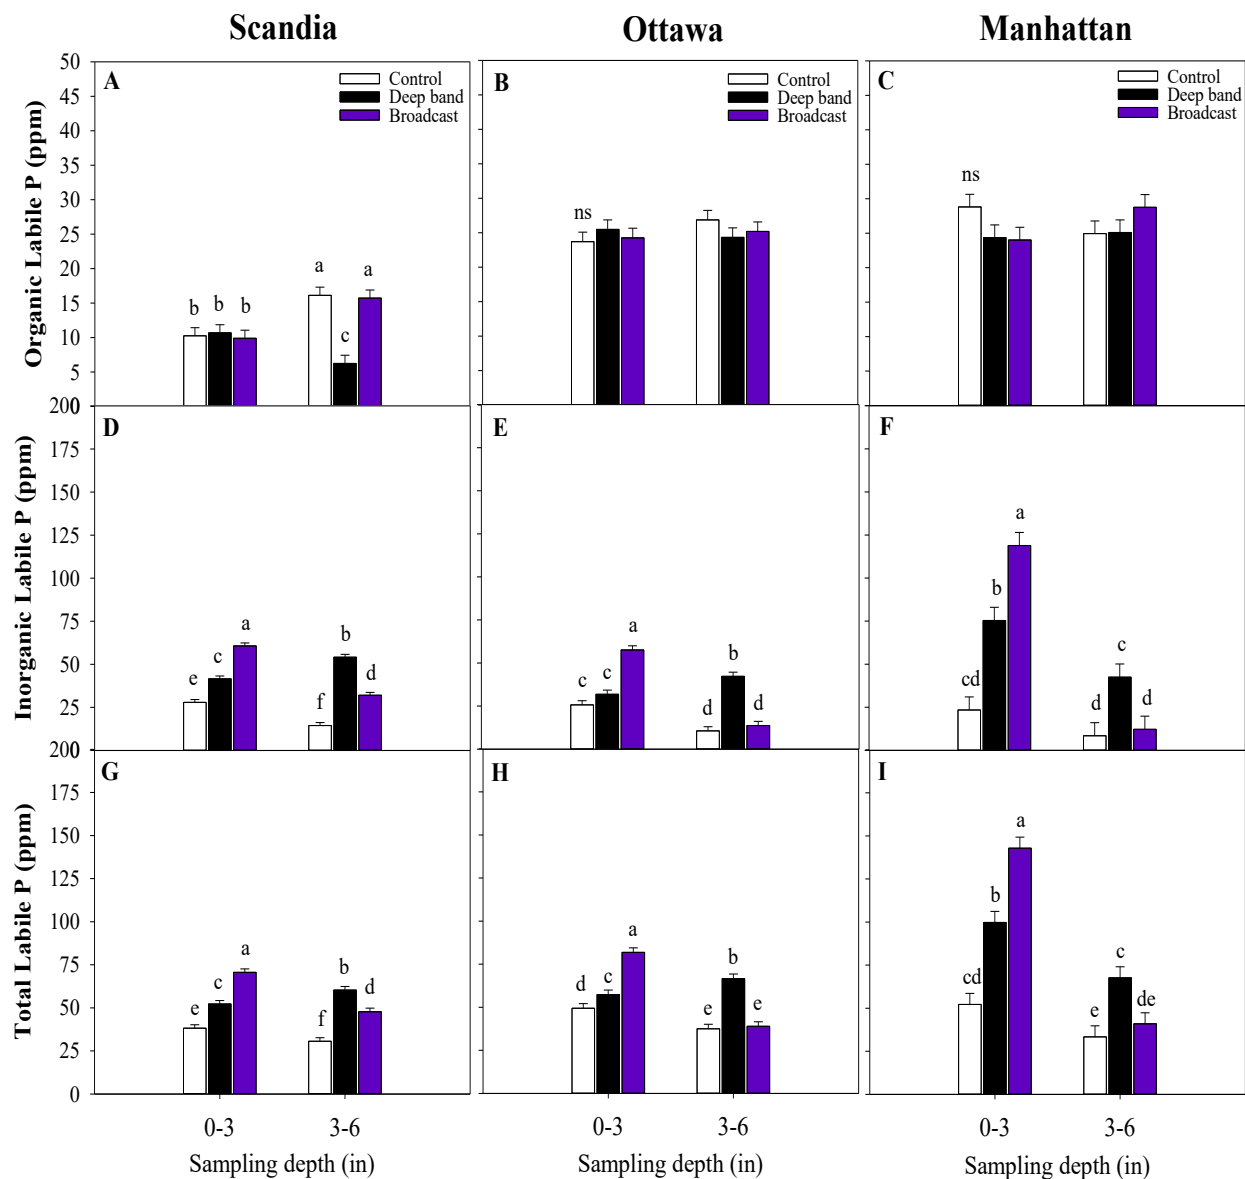 Scandia
Ottawa
Manhattan
Organic Labile P (ppm)
50
45
40
35
30
25
20
15
10
5
0
A
Control
Deep band
Broadcast
b
b
b
a
c
a
B
Control
Deep band
Broadcast
ns
C
Control
Deep band
Broadcast
ns
Inorganic Labile P (ppm)
200
175
150
125
100
75
50
25
0
D
e
c
a
f
b
d
E
c
c
a
d
b
d
F
cd
b
a
d
c
d
Total Labile P (ppm)
200
175
150
125
100
75
50
25
0
G
e
c
a
f
b
d
H
d
c
a
e
b
e
I
cd
b
a
e
c
de
0-3
3-6
0-3
3-6
0-3
3-6
Sampling depth (in)
Sampling depth (in)
Sampling depth (in)